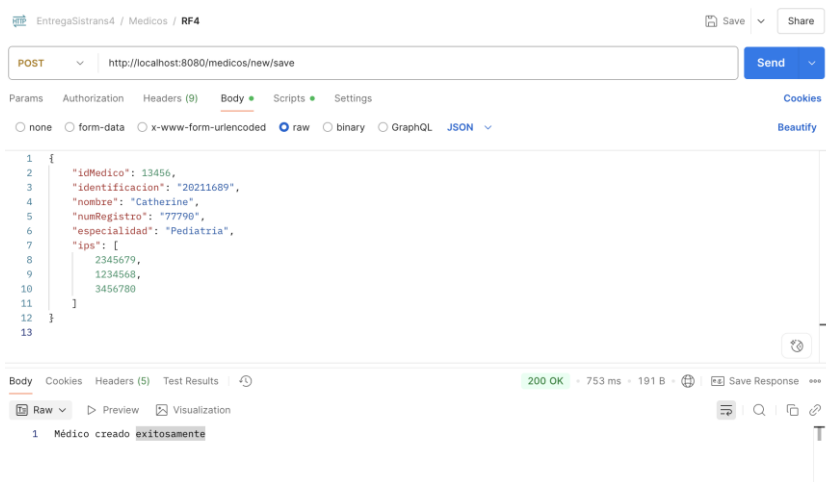 HTTP EntregaSistrans4 / Medicos / RF4 Save Share
POST http://localhost:8080/medicos/new/save Send
Params Authorization Headers (9) Body Scripts Settings Cookies
none form-data x-www-form-urlencoded raw binary GraphQL JSON Beautify
1 {
2 "idMedico": 13456,
3 "identificacion": "20211689",
4 "nombre": "Catherine",
5 "numRegistro": "77790",
6 "especialidad": "Pediatria",
7 "ips": [
8 2345679,
9 1234568,
10 3456780
11 ]
12 }
13
Body Cookies Headers (5) Test Results 200 OK • 753 ms • 191 B Save Response
Raw Preview Visualization
1 Médico creado exitosamente